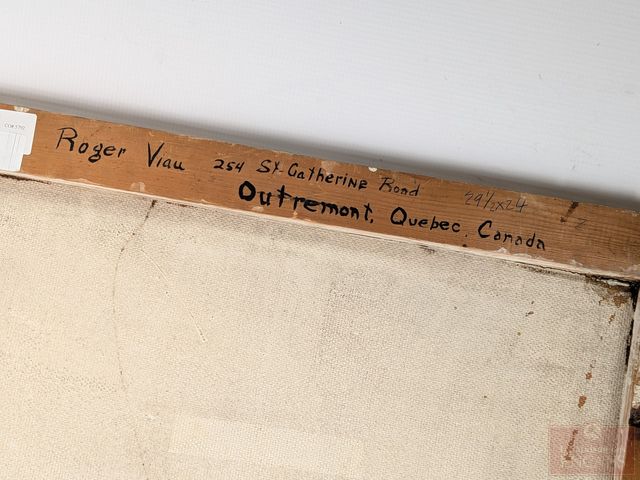 Roger Viau 254 St. Catherine Road 29 1/2 x 24
Outremont, Quebec, Canada